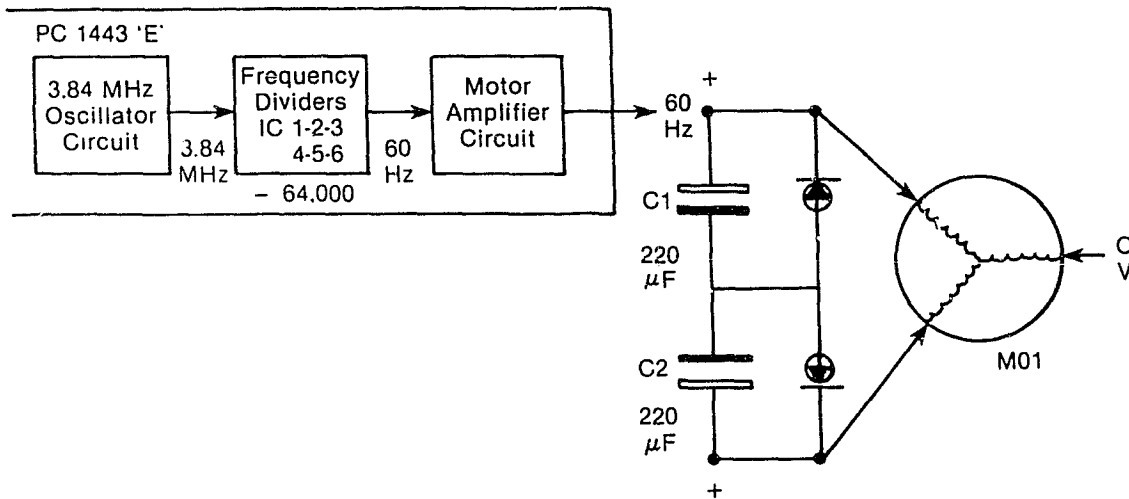 PC 1443 'E'
3.84 MHz
Oscillator
Circuit
3.84
MHz
Frequency
Dividers
IC 1-2-3
4-5-6
– 64,000
60
Hz
Motor
Amplifier
Circuit
60
Hz
+
C1
220
µF
C2
220
µF
+
M01
V